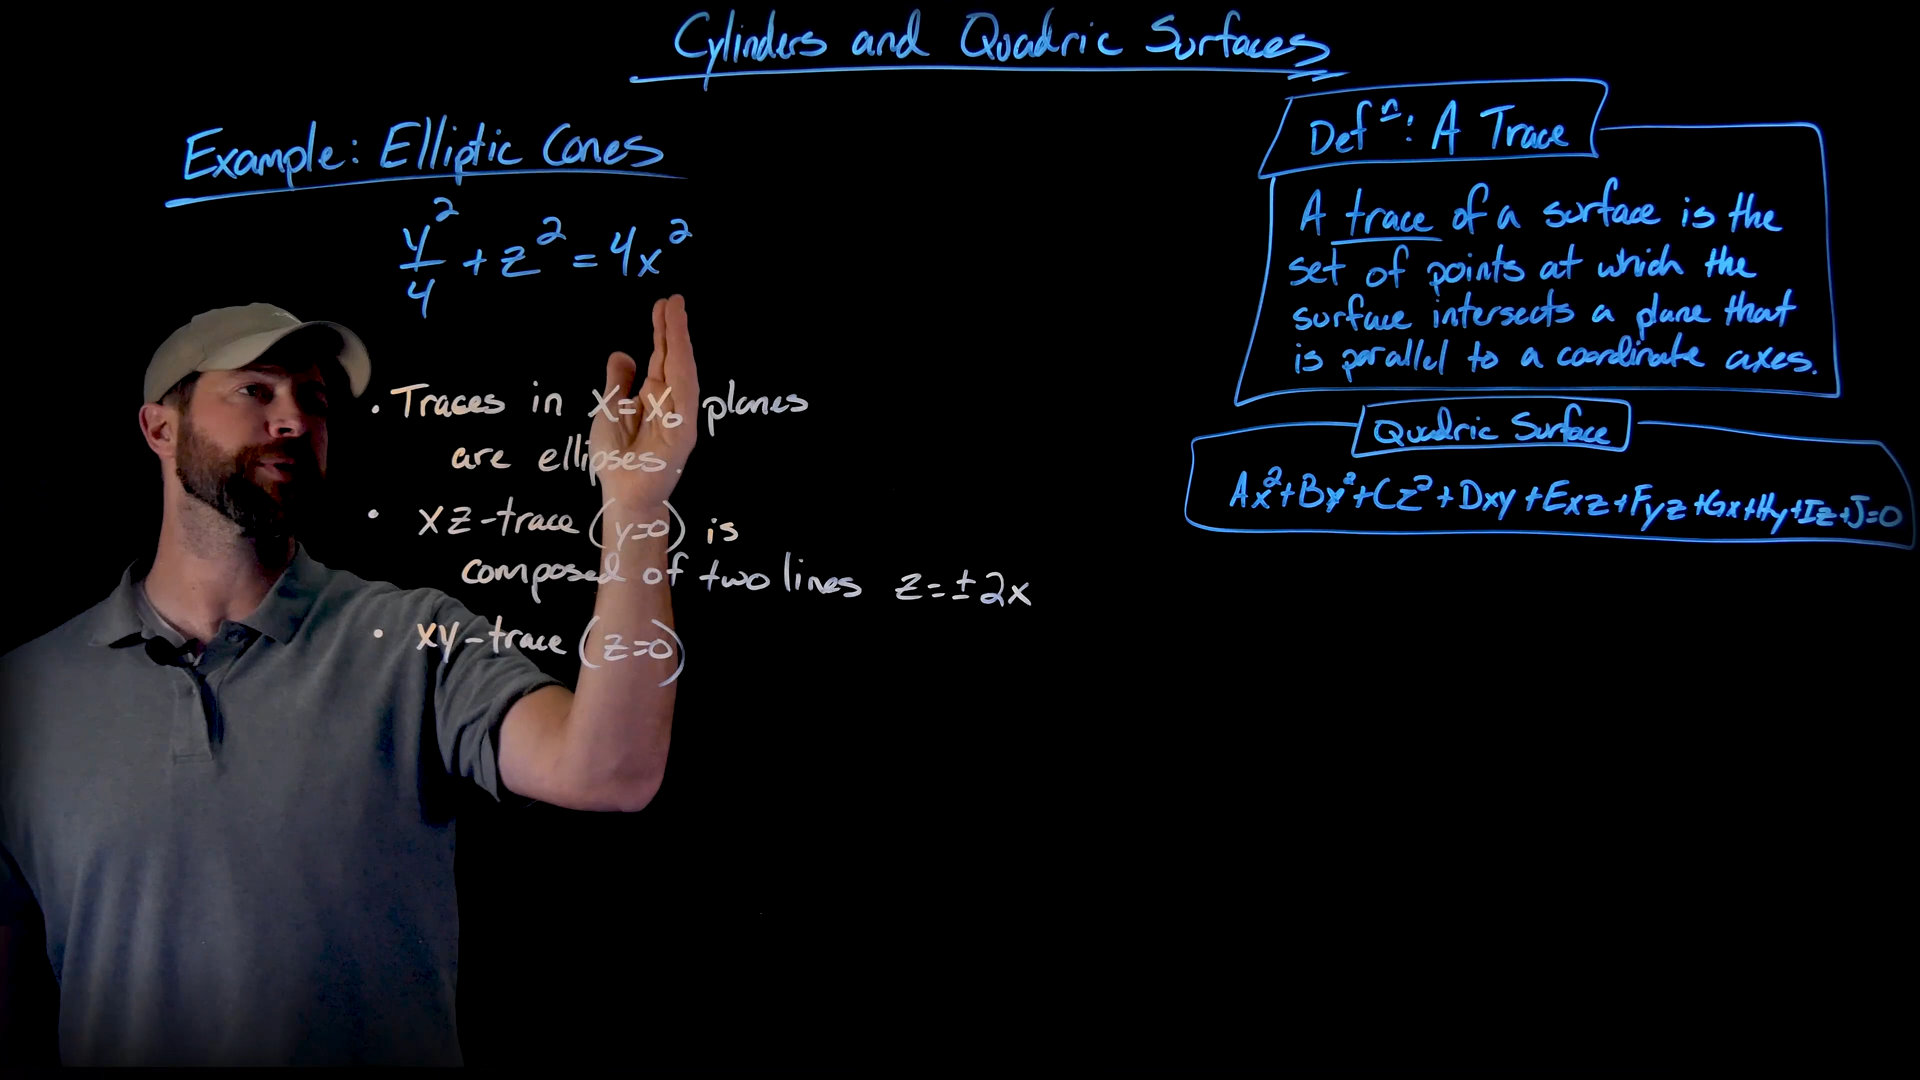 Cylinders and Quadric Surfaces
Example: Elliptic Cones
y²/4 + z² = 4x²
• Traces in x = x₀ planes
are ellipses.
• xz-trace (y=0) is
composed of two lines z = ± 2x
• xy-trace (z=0)
Defⁿ: A Trace
A trace of a surface is the
set of points at which the
surface intersects a plane that
is parallel to a coordinate axes.
Quadric Surface
Ax²+By²+Cz²+Dxy+Exz+Fyz+Gx+Hy+Iz+J=0